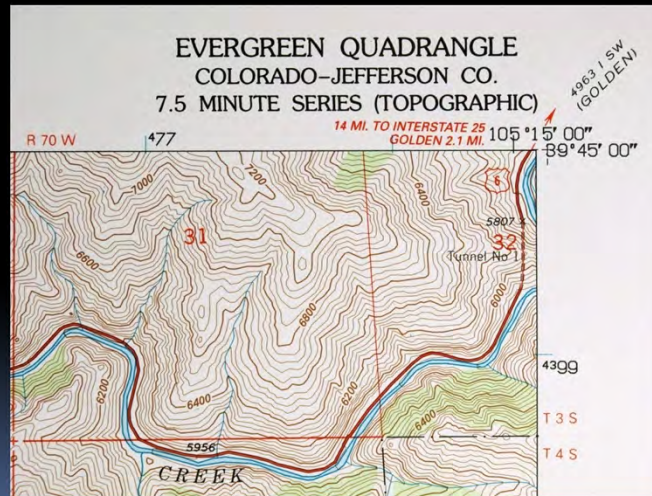 EVERGREEN QUADRANGLE
COLORADO-JEFFERSON CO.
7.5 MINUTE SERIES (TOPOGRAPHIC)
4963 I SW
(GOLDEN)
14 MI. TO INTERSTATE 25
GOLDEN 2.1 MI.
R 70 W
477
105°15'00"
39°45'00"
7000
7200
6400
6
5807
31
32
Tunnel No 1
6600
6000
6800
4399
6200
6400
6200
6400
T 3 S
5956
T 4 S
CREEK